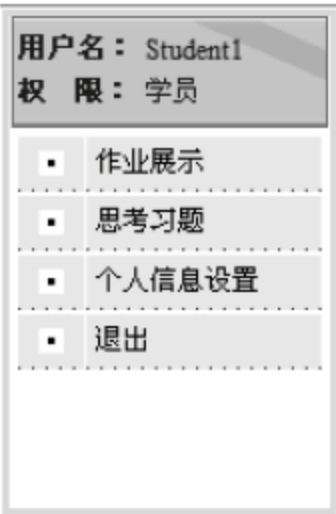 用户名： Student1
权 限： 学员
作业展示
思考习题
个人信息设置
退出